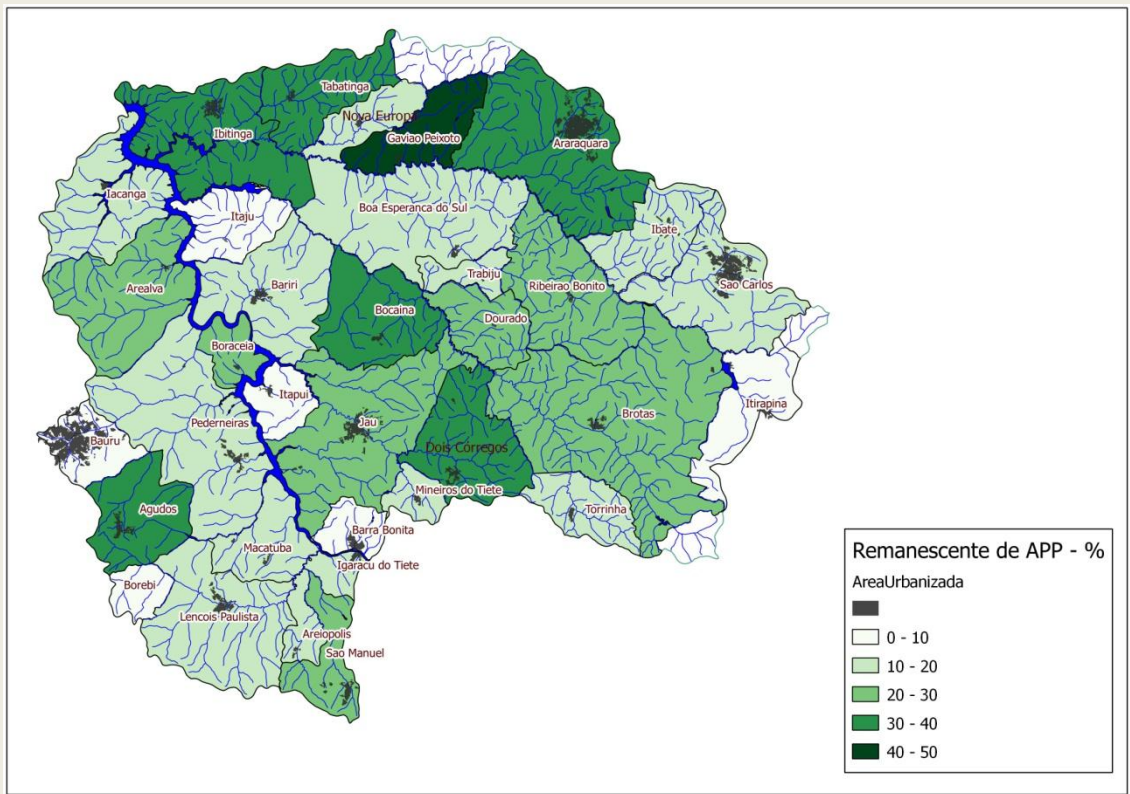 Tabatinga
Nova Europa
Gaviao Peixoto
Ibitinga
Araraquara
Iacanga
Itaju
Boa Esperanca do Sul
Ibate
Trabiju
Sao Carlos
Arealva
Bariri
Ribeirao Bonito
Bocaina
Dourado
Boraceia
Itapui
Itirapina
Pederneiras
Jau
Brotas
Bauru
Dois Córregos
Mineiros do Tiete
Agudos
Torrinha
Barra Bonita
Macatuba
Igaracu do Tiete
Borebi
Lencois Paulista
Areiopolis
Sao Manuel
Remanescente de APP - %
AreaUrbanizada
0 - 10
10 - 20
20 - 30
30 - 40
40 - 50